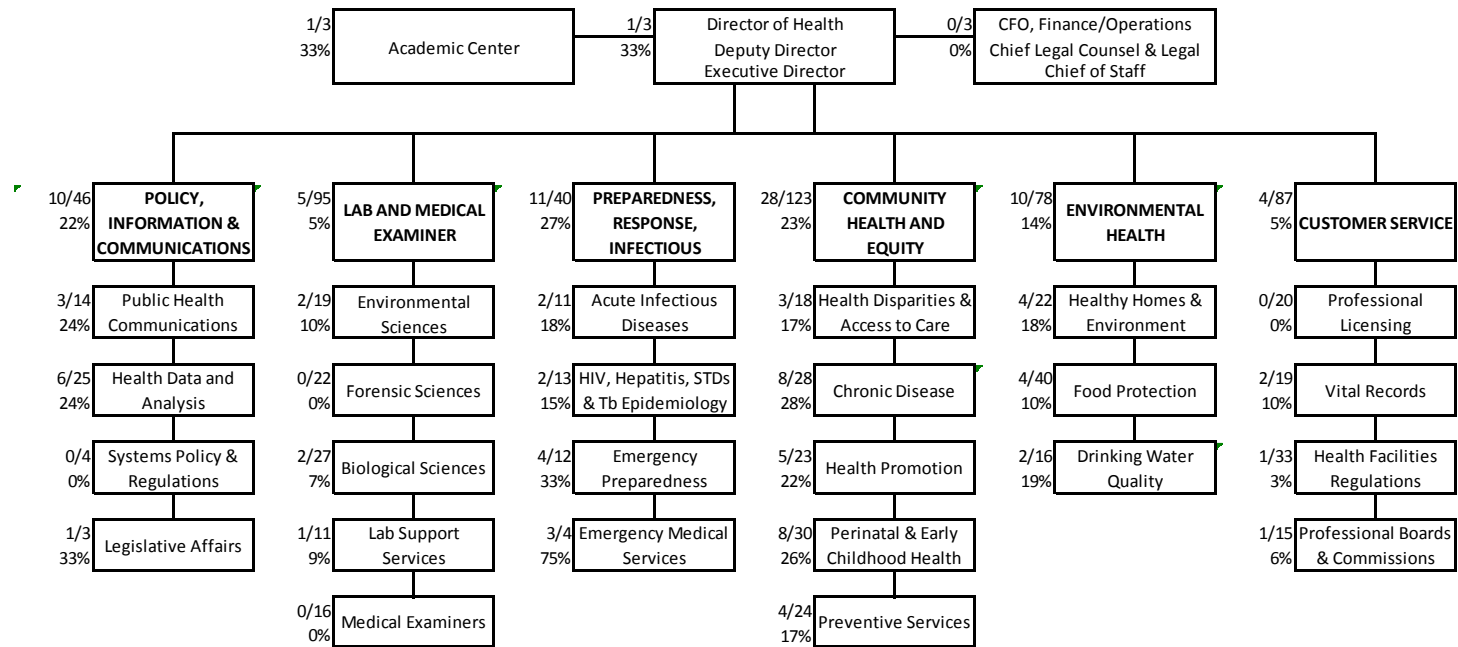 1/3
33%
Academic Center
1/3
33%
Director of Health
Deputy Director
Executive Director
0/3
0%
CFO, Finance/Operations
Chief Legal Counsel & Legal
Chief of Staff
10/46
22%
POLICY,
INFORMATION &
COMMUNICATIONS
5/95
5%
LAB AND MEDICAL
EXAMINER
11/40
27%
PREPAREDNESS,
RESPONSE,
INFECTIOUS
28/123
23%
COMMUNITY
HEALTH AND
EQUITY
10/78
14%
ENVIRONMENTAL
HEALTH
4/87
5%
CUSTOMER SERVICE
3/14
24%
Public Health
Communications
2/19
10%
Environmental
Sciences
2/11
18%
Acute Infectious
Diseases
3/18
17%
Health Disparities &
Access to Care
4/22
18%
Healthy Homes &
Environment
0/20
0%
Professional
Licensing
6/25
24%
Health Data and
Analysis
0/22
0%
Forensic Sciences
2/13
15%
HIV, Hepatitis, STDs
& Tb Epidemiology
8/28
28%
Chronic Disease
4/40
10%
Food Protection
2/19
10%
Vital Records
0/4
0%
Systems Policy &
Regulations
2/27
7%
Biological Sciences
4/12
33%
Emergency
Preparedness
5/23
22%
Health Promotion
2/16
19%
Drinking Water
Quality
1/33
3%
Health Facilities
Regulations
1/3
33%
Legislative Affairs
1/11
9%
Lab Support
Services
3/4
75%
Emergency Medical
Services
8/30
26%
Perinatal & Early
Childhood Health
1/15
6%
Professional Boards
& Commissions
0/16
0%
Medical Examiners
4/24
17%
Preventive Services